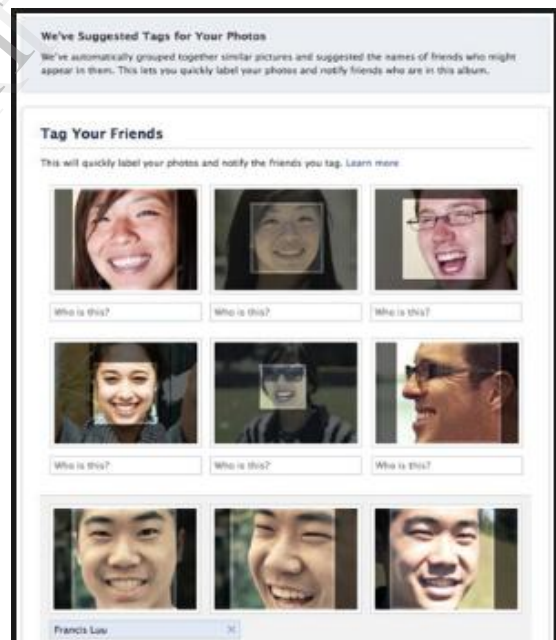 We've Suggested Tags for Your Photos
We've automatically grouped together similar pictures and suggested the names of friends who might
appear in them. This lets you quickly label your photos and notify friends who are in this album.
Tag Your Friends
This will quickly label your photos and notify the friends you tag. Learn more
Who is this? Who is this? Who is this?
Who is this? Who is this? Who is this?
Francis Luu